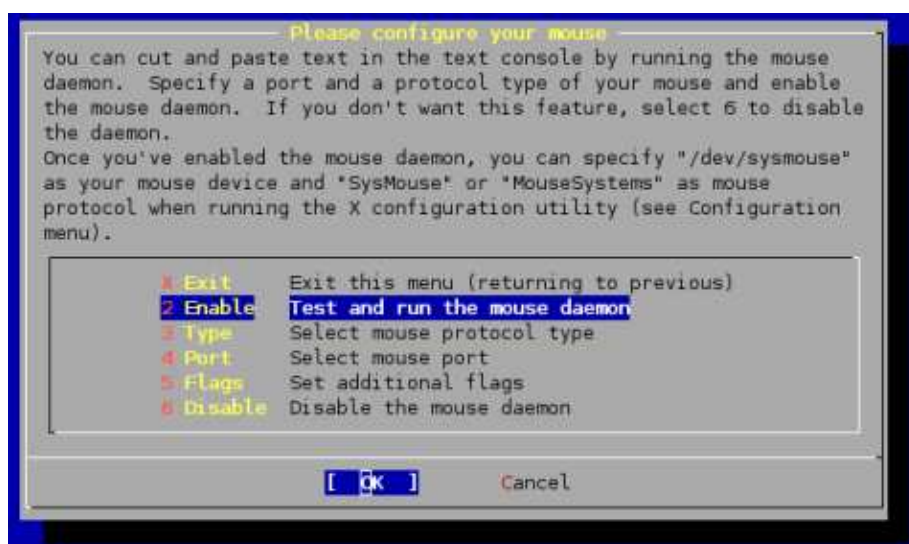 Please configure your mouse
You can cut and paste text in the text console by running the mouse
daemon.  Specify a port and a protocol type of your mouse and enable
the mouse daemon.  If you don't want this feature, select 6 to disable
the daemon.
Once you've enabled the mouse daemon, you can specify "/dev/sysmouse"
as your mouse device and "SysMouse" or "MouseSystems" as mouse
protocol when running the X configuration utility (see Configuration
menu).
X Exit Exit this menu (returning to previous)
2 Enable Test and run the mouse daemon
3 Type Select mouse protocol type
4 Port Select mouse port
5 Flags Set additional flags
6 Disable Disable the mouse daemon
[ OK ] Cancel